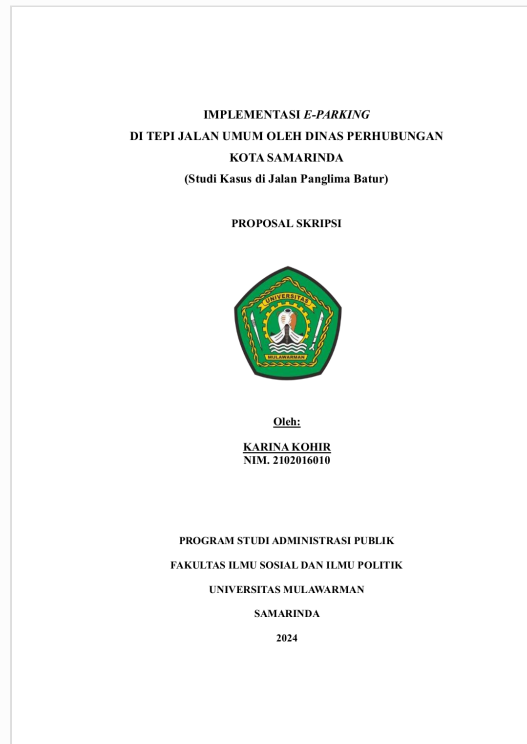 IMPLEMENTASI E-PARKING
DI TEPI JALAN UMUM OLEH DINAS PERHUBUNGAN
KOTA SAMARINDA
(Studi Kasus di Jalan Panglima Batur)
PROPOSAL SKRIPSI
UNIVERSITAS
MULAWARMAN
Oleh:
KARINA KOHIR
NIM. 2102016010
PROGRAM STUDI ADMINISTRASI PUBLIK
FAKULTAS ILMU SOSIAL DAN ILMU POLITIK
UNIVERSITAS MULAWARMAN
SAMARINDA
2024